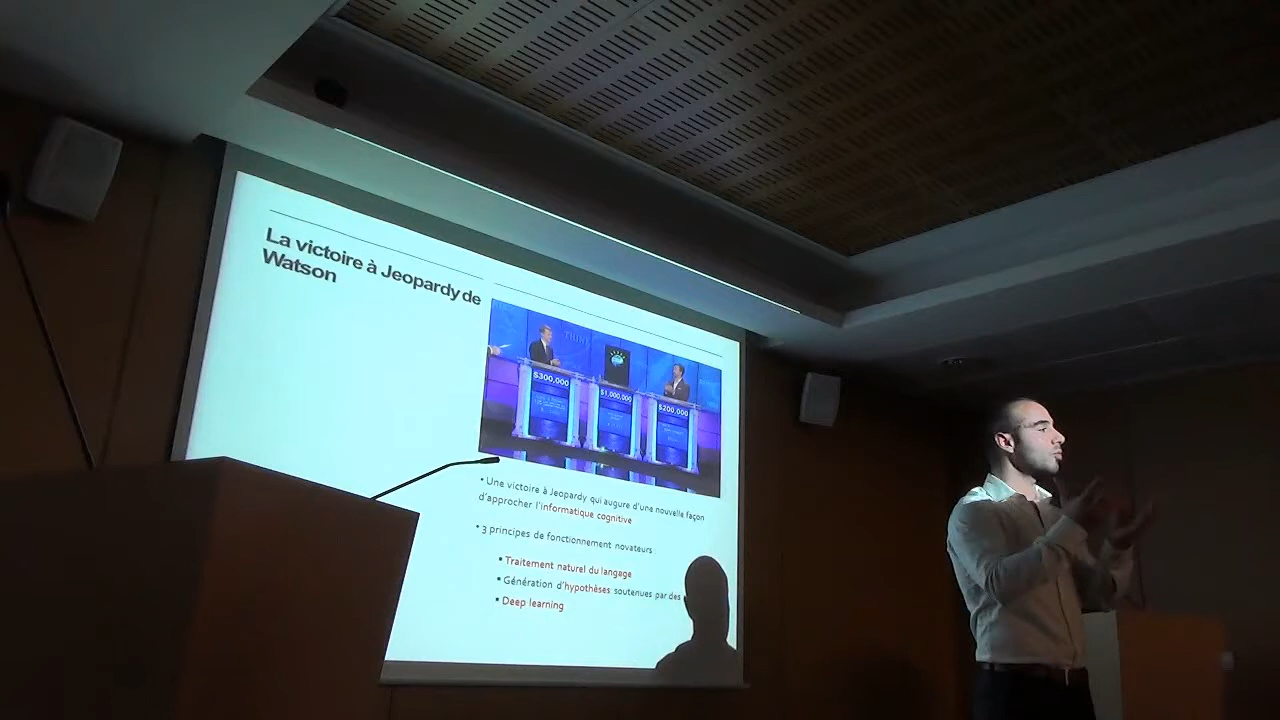 La victoire à Jeopardy de
Watson
THINK
$300,000
$1,000,000
$200,000
▪ Une victoire à Jeopardy qui augure d'une nouvelle façon
d'approcher l'informatique cognitive
▪ 3 principes de fonctionnement novateurs
▪ Traitement naturel du langage
▪ Génération d'hypothèses soutenues par des
▪ Deep learning